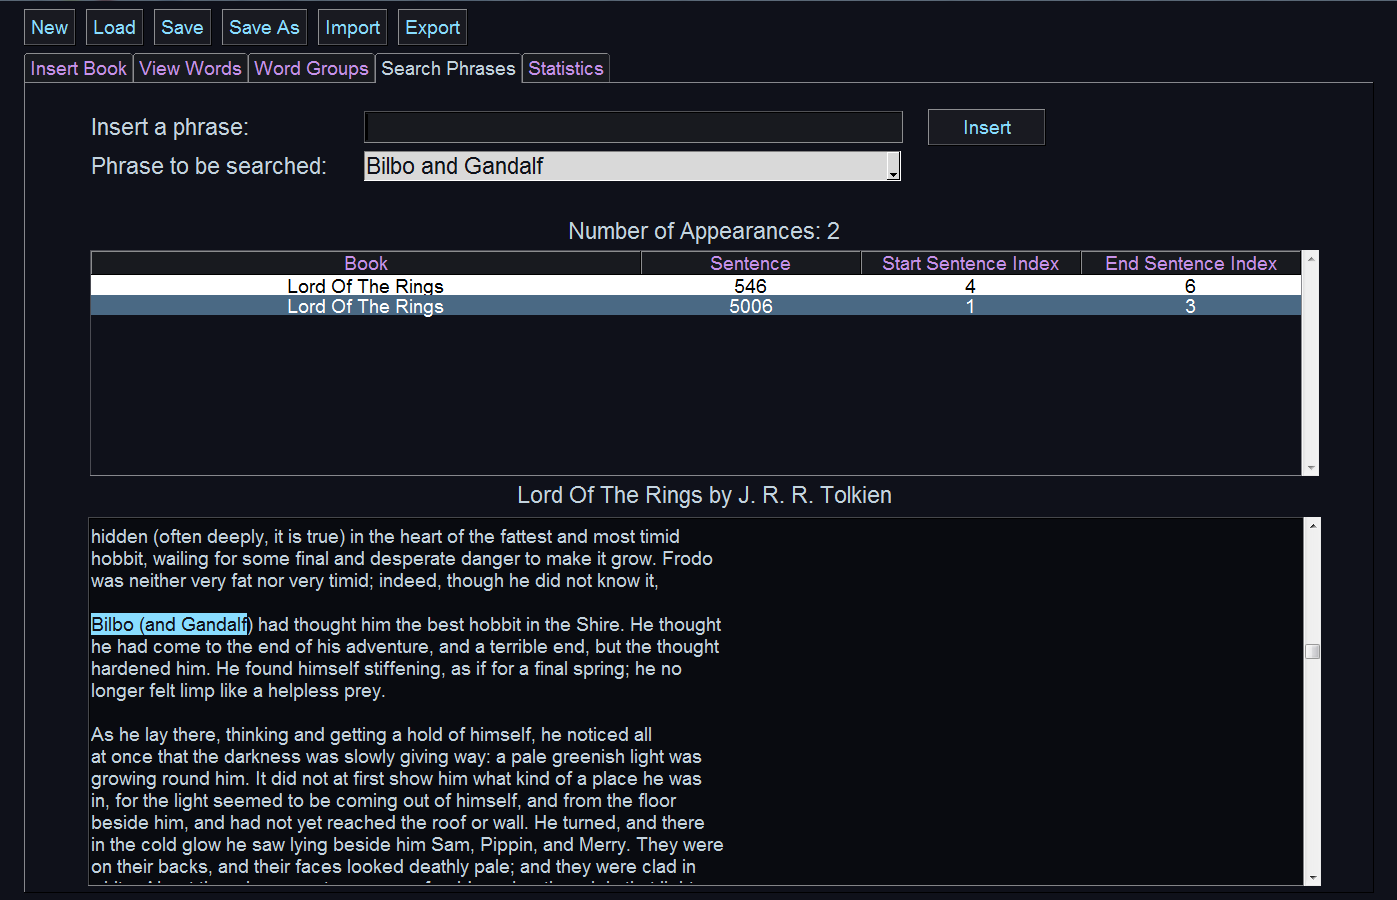 New Load Save Save As Import Export
Insert Book View Words Word Groups Search Phrases Statistics
Insert a phrase: Insert
Phrase to be searched: Bilbo and Gandalf
Number of Appearances: 2
Book Sentence Start Sentence Index End Sentence Index
Lord Of The Rings 546 4 6
Lord Of The Rings 5006 1 3
Lord Of The Rings by J. R. R. Tolkien
hidden (often deeply, it is true) in the heart of the fattest and most timid
hobbit, wailing for some final and desperate danger to make it grow. Frodo
was neither very fat nor very timid; indeed, though he did not know it,
Bilbo (and Gandalf) had thought him the best hobbit in the Shire. He thought
he had come to the end of his adventure, and a terrible end, but the thought
hardened him. He found himself stiffening, as if for a final spring; he no
longer felt limp like a helpless prey.
As he lay there, thinking and getting a hold of himself, he noticed all
at once that the darkness was slowly giving way: a pale greenish light was
growing round him. It did not at first show him what kind of a place he was
in, for the light seemed to be coming out of himself, and from the floor
beside him, and had not yet reached the roof or wall. He turned, and there
in the cold glow he saw lying beside him Sam, Pippin, and Merry. They were
on their backs, and their faces looked deathly pale; and they were clad in